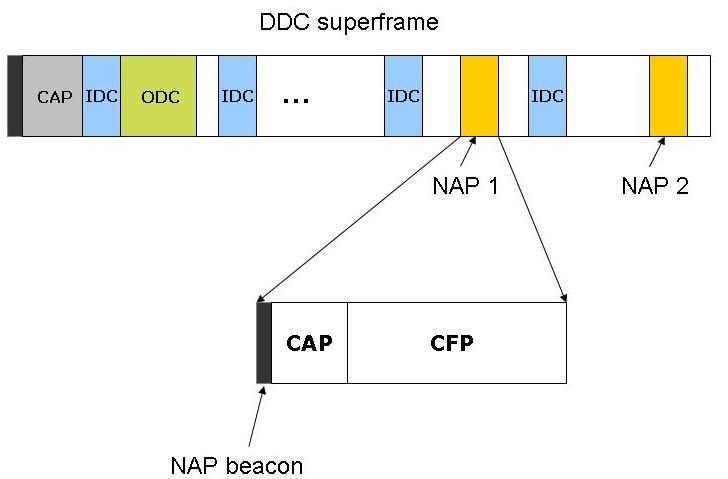 DDC superframe
CAP IDC ODC IDC ... IDC IDC
NAP 1 NAP 2
CAP CFP
NAP beacon